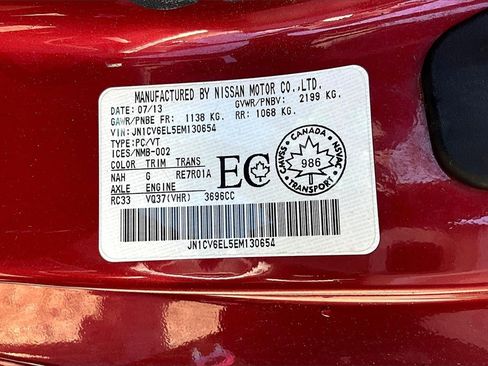 MANUFACTURED BY NISSAN MOTOR CO.,LTD.
DATE: 07/13 GVWR/PNBV: 2199 KG.
GAWR/PNBE FR: 1138 KG. RR: 1068 KG.
VIN: JN1CV6EL5EM130654
TYPE: PC/VT
ICES/NMB-002
COLOR TRIM TRANS
NAH G RE7R01A
AXLE ENGINE
RC33 VQ37(VHR) 3696CC
EC
CANADA
CMVSS NSVAC
986
TRANSPORT
JN1CV6EL5EM130654